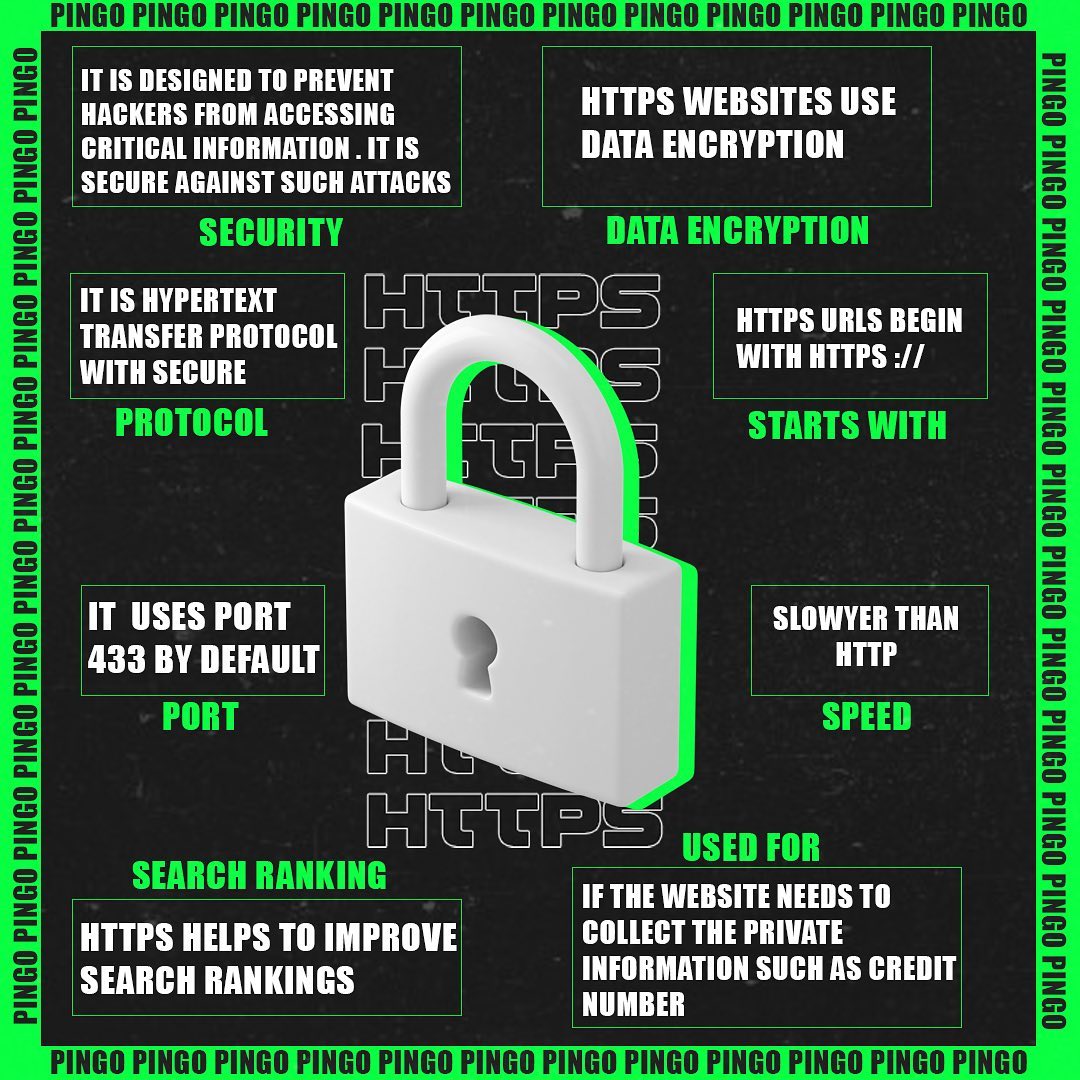 PINGO PINGO PINGO PINGO PINGO PINGO PINGO PINGO PINGO PINGO PINGO PINGO
PINGO PINGO PINGO PINGO PINGO PINGO PINGO PINGO PINGO PINGO PINGO PINGO
IT IS DESIGNED TO PREVENT
HACKERS FROM ACCESSING
CRITICAL INFORMATION . IT IS
SECURE AGAINST SUCH ATTACKS
SECURITY
HTTPS WEBSITES USE
DATA ENCRYPTION
DATA ENCRYPTION
IT IS HYPERTEXT
TRANSFER PROTOCOL
WITH SECURE
PROTOCOL
HTTPS
HTTPS
HTTPS
HTTPS URLS BEGIN
WITH HTTPS ://
STARTS WITH
IT USES PORT
433 BY DEFAULT
PORT
SLOWYER THAN
HTTP
SPEED
HTTPS
SEARCH RANKING
HTTPS HELPS TO IMPROVE
SEARCH RANKINGS
USED FOR
IF THE WEBSITE NEEDS TO
COLLECT THE PRIVATE
INFORMATION SUCH AS CREDIT
NUMBER
PINGO PINGO PINGO PINGO PINGO PINGO PINGO PINGO PINGO PINGO PINGO PINGO
PINGO PINGO PINGO PINGO PINGO PINGO PINGO PINGO PINGO PINGO PINGO PINGO